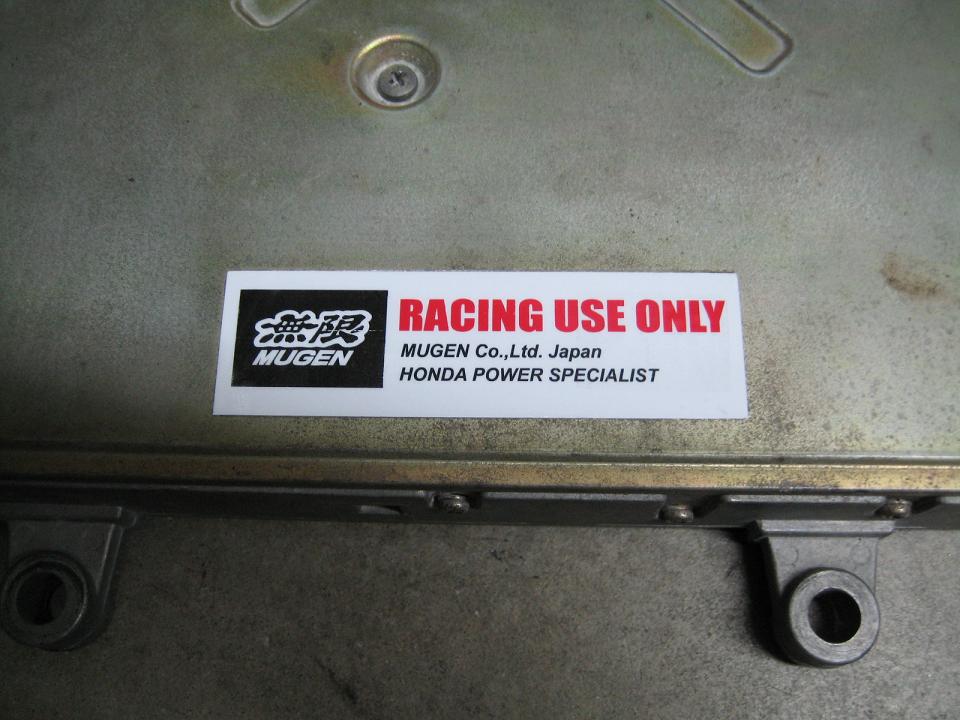 無限
MUGEN
RACING USE ONLY
MUGEN Co.,Ltd. Japan
HONDA POWER SPECIALIST